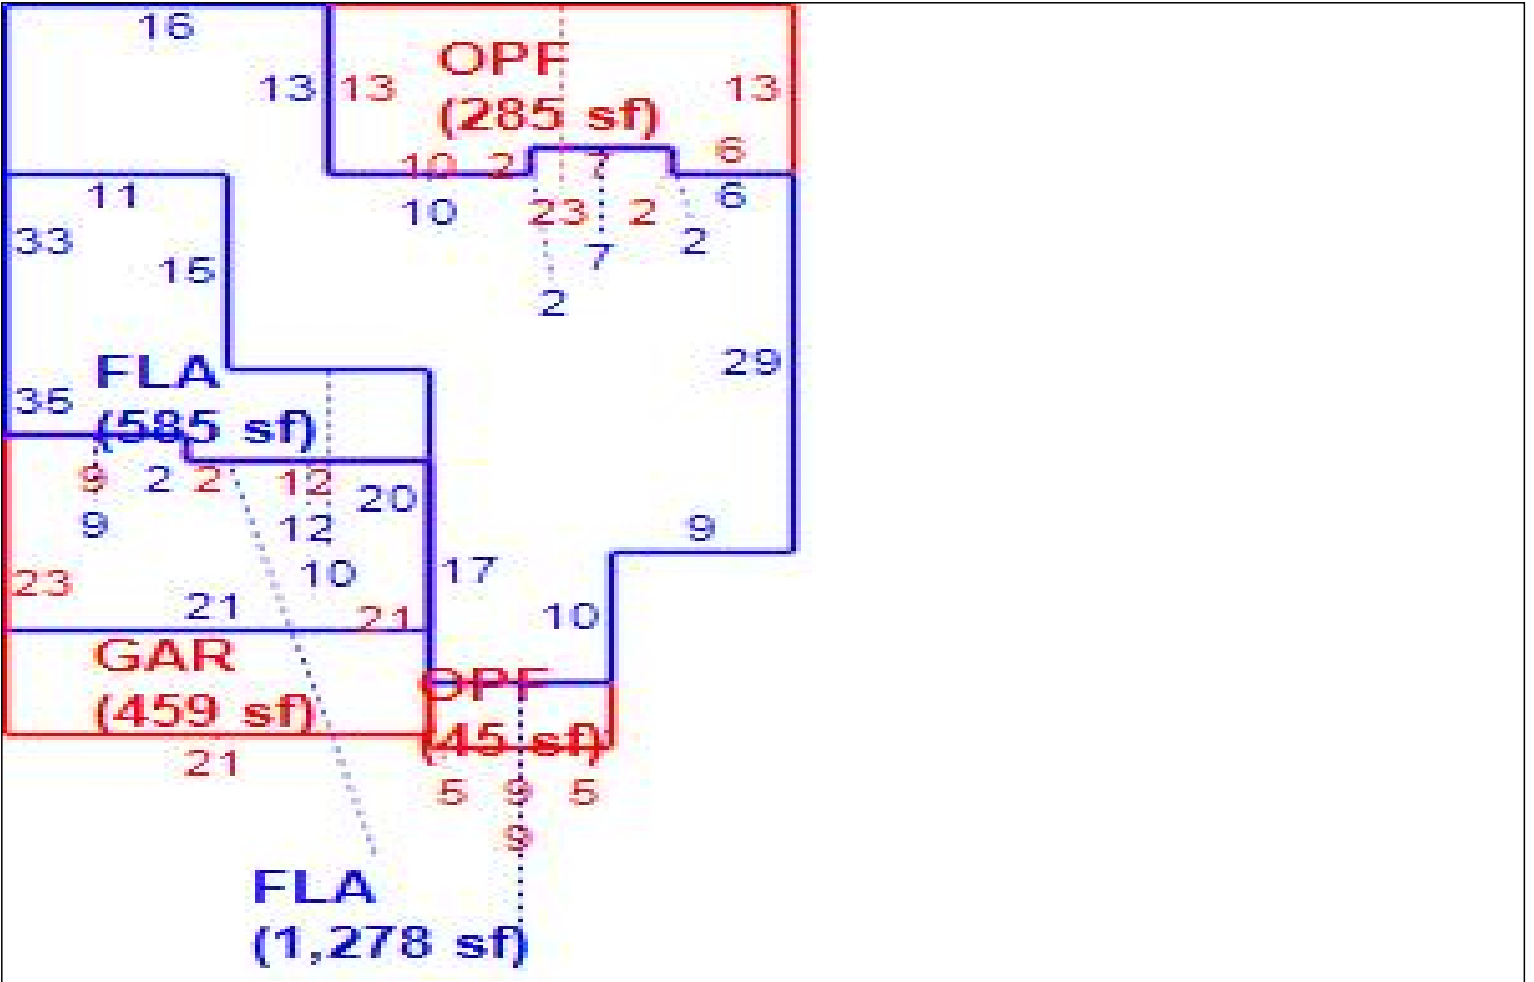 16
OPF
13 13 13
(285 sf)
10 2 7 6
11 10 23 2 6
33 7 2
15
2
29
FLA
35
(585 sf)
9 2 2 12 20
9 12 9
10 17
23
21 21 10
GAR
OPF
(459 sf)
(45 sf)
21
5 9 5
9
FLA
(1,278 sf)